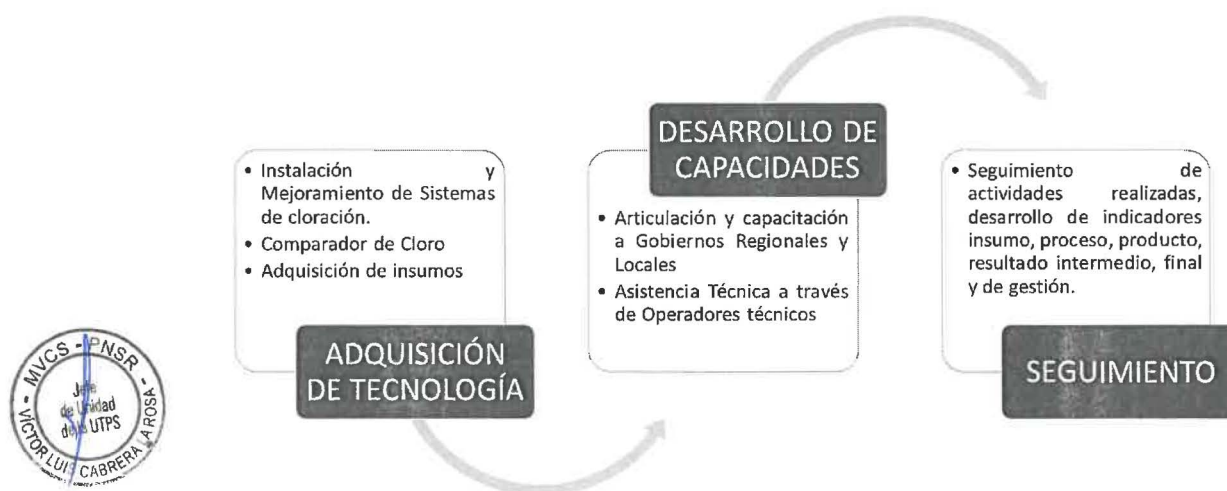 • Instalación y
Mejoramiento de Sistemas
de cloración.
• Comparador de Cloro
• Adquisición de insumos
ADQUISICIÓN
DE TECNOLOGÍA
DESARROLLO DE
CAPACIDADES
• Articulación y capacitación
a Gobiernos Regionales y
Locales
• Asistencia Técnica a través
de Operadores técnicos
• Seguimiento de
actividades realizadas,
desarrollo de indicadores
insumo, proceso, producto,
resultado intermedio, final
y de gestión.
SEGUIMIENTO
MVCS - PNSR
Jefe
de Unidad
de la UTPS
VÍCTOR LUIS CABRERA LA ROSA